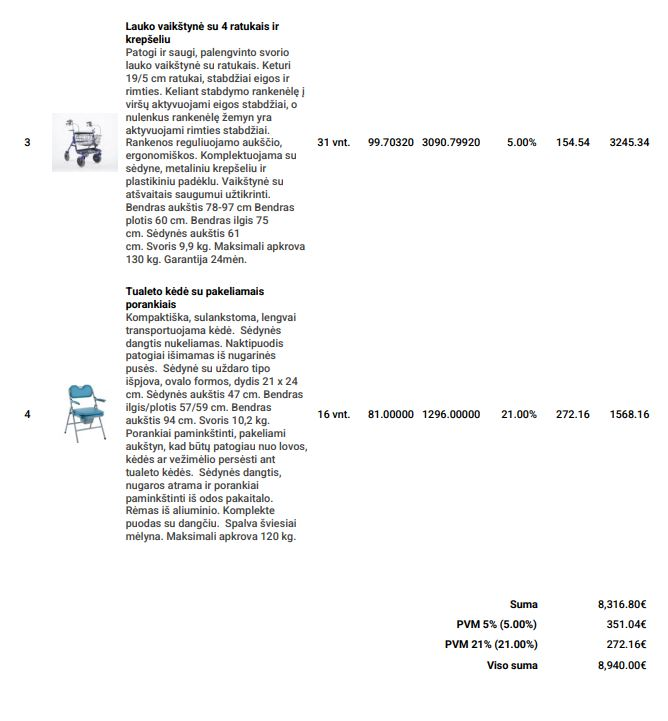 Lauko vaikštynė su 4 ratukais ir
krepšeliu
Patogi ir saugi, palengvinto svorio
lauko vaikštynė su ratukais. Keturi
19/5 cm ratukai, stabdžiai eigos ir
rimties. Keliant stabdymo rankenėlę į
viršų aktyvuojami eigos stabdžiai, o
nulenkus rankenėlę žemyn yra
aktyvuojami rimties stabdžiai.
3 Rankenos reguliuojamo aukščio, 31 vnt. 99.70320 3090.79920 5.00% 154.54 3245.34
ergonomiškos. Komplektuojama su
sėdyne, metaliniu krepšeliu ir
plastikiniu padėklu. Vaikštynė su
atšvaitais saugumui užtikrinti.
Bendras aukštis 78-97 cm Bendras
plotis 60 cm. Bendras ilgis 75
cm. Sėdynės aukštis 61
cm. Svoris 9,9 kg. Maksimali apkrova
130 kg. Garantija 24mėn.
Tualeto kėdė su pakeliamais
porankiais
Kompaktiška, sulankstoma, lengvai
transportuojama kėdė. Sėdynės
dangtis nukeliamas. Naktipuodis
patogiai išimamas iš nugarinės
pusės. Sėdynė su uždaro tipo
išpjova, ovalo formos, dydis 21 x 24
cm. Sėdynės aukštis 47 cm. Bendras
ilgis/plotis 57/59 cm. Bendras
4 aukštis 94 cm. Svoris 10,2 kg. 16 vnt. 81.00000 1296.00000 21.00% 272.16 1568.16
Porankiai paminkštinti, pakeliami
aukštyn, kad būtų patogiau nuo lovos,
kėdės ar vežimėlio persėsti ant
tualeto kėdės. Sėdynės dangtis,
nugaros atrama ir porankiai
paminkštinti iš odos pakaitalo.
Rėmas iš aliuminio. Komplekte
puodas su dangčiu. Spalva šviesiai
mėlyna. Maksimali apkrova 120 kg.
Suma 8,316.80€
PVM 5% (5.00%) 351.04€
PVM 21% (21.00%) 272.16€
Viso suma 8,940.00€